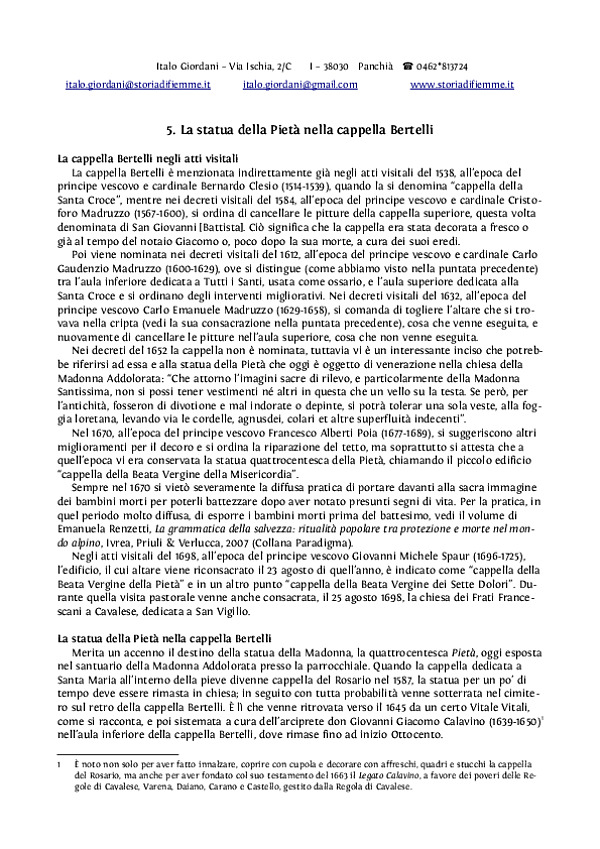 Italo Giordani – Via Ischia, 2/C I – 38030 Panchià ☎ 0462*813724
italo.giordani@storiadifiemme.it italo.giordani@gmail.com www.storiadifiemme.it
5. La statua della Pietà nella cappella Bertelli
La cappella Bertelli negli atti visitali
La cappella Bertelli è menzionata indirettamente già negli atti visitali del 1538, all'epoca del
principe vescovo e cardinale Bernardo Clesio (1514-1539), quando la si denomina “cappella della
Santa Croce”, mentre nei decreti visitali del 1584, all'epoca del principe vescovo e cardinale Cristo-
foro Madruzzo (1567-1600), si ordina di cancellare le pitture della cappella superiore, questa volta
denominata di San Giovanni [Battista]. Ciò significa che la cappella era stata decorata a fresco o
già al tempo del notaio Giacomo o, poco dopo la sua morte, a cura dei suoi eredi.
Poi viene nominata nei decreti visitali del 1612, all'epoca del principe vescovo e cardinale Carlo
Gaudenzio Madruzzo (1600-1629), ove si distingue (come abbiamo visto nella puntata precedente)
tra l'aula inferiore dedicata a Tutti i Santi, usata come ossario, e l'aula superiore dedicata alla
Santa Croce e si ordinano degli interventi migliorativi. Nei decreti visitali del 1632, all'epoca del
principe vescovo Carlo Emanuele Madruzzo (1629-1658), si comanda di togliere l'altare che si tro-
vava nella cripta (vedi la sua consacrazione nella puntata precedente), cosa che venne eseguita, e
nuovamente di cancellare le pitture nell'aula superiore, cosa che non venne eseguita.
Nei decreti del 1652 la cappella non è nominata, tuttavia vi è un interessante inciso che potreb-
be riferirsi ad essa e alla statua della Pietà che oggi è oggetto di venerazione nella chiesa della
Madonna Addolorata: “Che attorno l'imagini sacre di rilevo, e particolarmente della Madonna
Santissima, non si possi tener vestimenti né altri in questa che un vello su la testa. Se però, per
l'antichità, fosseron di divotione e mal indorate o depinte, si potrà tolerar una sola veste, alla fog-
gia loretana, levando via le cordelle, agnusdei, colari et altre superfluità indecenti”.
Nel 1670, all'epoca del principe vescovo Francesco Alberti Poia (1677-1689), si suggeriscono altri
miglioramenti per il decoro e si ordina la riparazione del tetto, ma soprattutto si attesta che a
quell'epoca vi era conservata la statua quattrocentesca della Pietà, chiamando il piccolo edificio
“cappella della Beata Vergine della Misericordia”.
Sempre nel 1670 si vietò severamente la diffusa pratica di portare davanti alla sacra immagine
dei bambini morti per poterli battezzare dopo aver notato presunti segni di vita. Per la pratica, in
quel periodo molto diffusa, di esporre i bambini morti prima del battesimo, vedi il volume di
Emanuela Renzetti, La grammatica della salvezza: ritualità popolare tra protezione e morte nel mon-
do alpino, Ivrea, Priuli & Verlucca, 2007 (Collana Paradigma).
Negli atti visitali del 1698, all'epoca del principe vescovo Giovanni Michele Spaur (1696-1725),
l'edificio, il cui altare viene riconsacrato il 23 agosto di quell'anno, è indicato come “cappella della
Beata Vergine della Pietà” e in un altro punto “cappella della Beata Vergine dei Sette Dolori”. Du-
rante quella visita pastorale venne anche consacrata, il 25 agosto 1698, la chiesa dei Frati France-
scani a Cavalese, dedicata a San Vigilio.
La statua della Pietà nella cappella Bertelli
Merita un accenno il destino della statua della Madonna, la quattrocentesca Pietà, oggi esposta
nel santuario della Madonna Addolorata presso la parrocchiale. Quando la cappella dedicata a
Santa Maria all'interno della pieve divenne cappella del Rosario nel 1587, la statua per un po' di
tempo deve essere rimasta in chiesa; in seguito con tutta probabilità venne sotterrata nel cimite-
ro sul retro della cappella Bertelli. È lì che venne ritrovata verso il 1645 da un certo Vitale Vitali,
come si racconta, e poi sistemata a cura dell'arciprete don Giovanni Giacomo Calavino (1639-1650)1
nell'aula inferiore della cappella Bertelli, dove rimase fino ad inizio Ottocento.
1 È noto non solo per aver fatto innalzare, coprire con cupola e decorare con affreschi, quadri e stucchi la cappella
del Rosario, ma anche per aver fondato col suo testamento del 1663 il Legato Calavino, a favore dei poveri delle Re-
gole di Cavalese, Varena, Daiano, Carano e Castello, gestito dalla Regola di Cavalese.